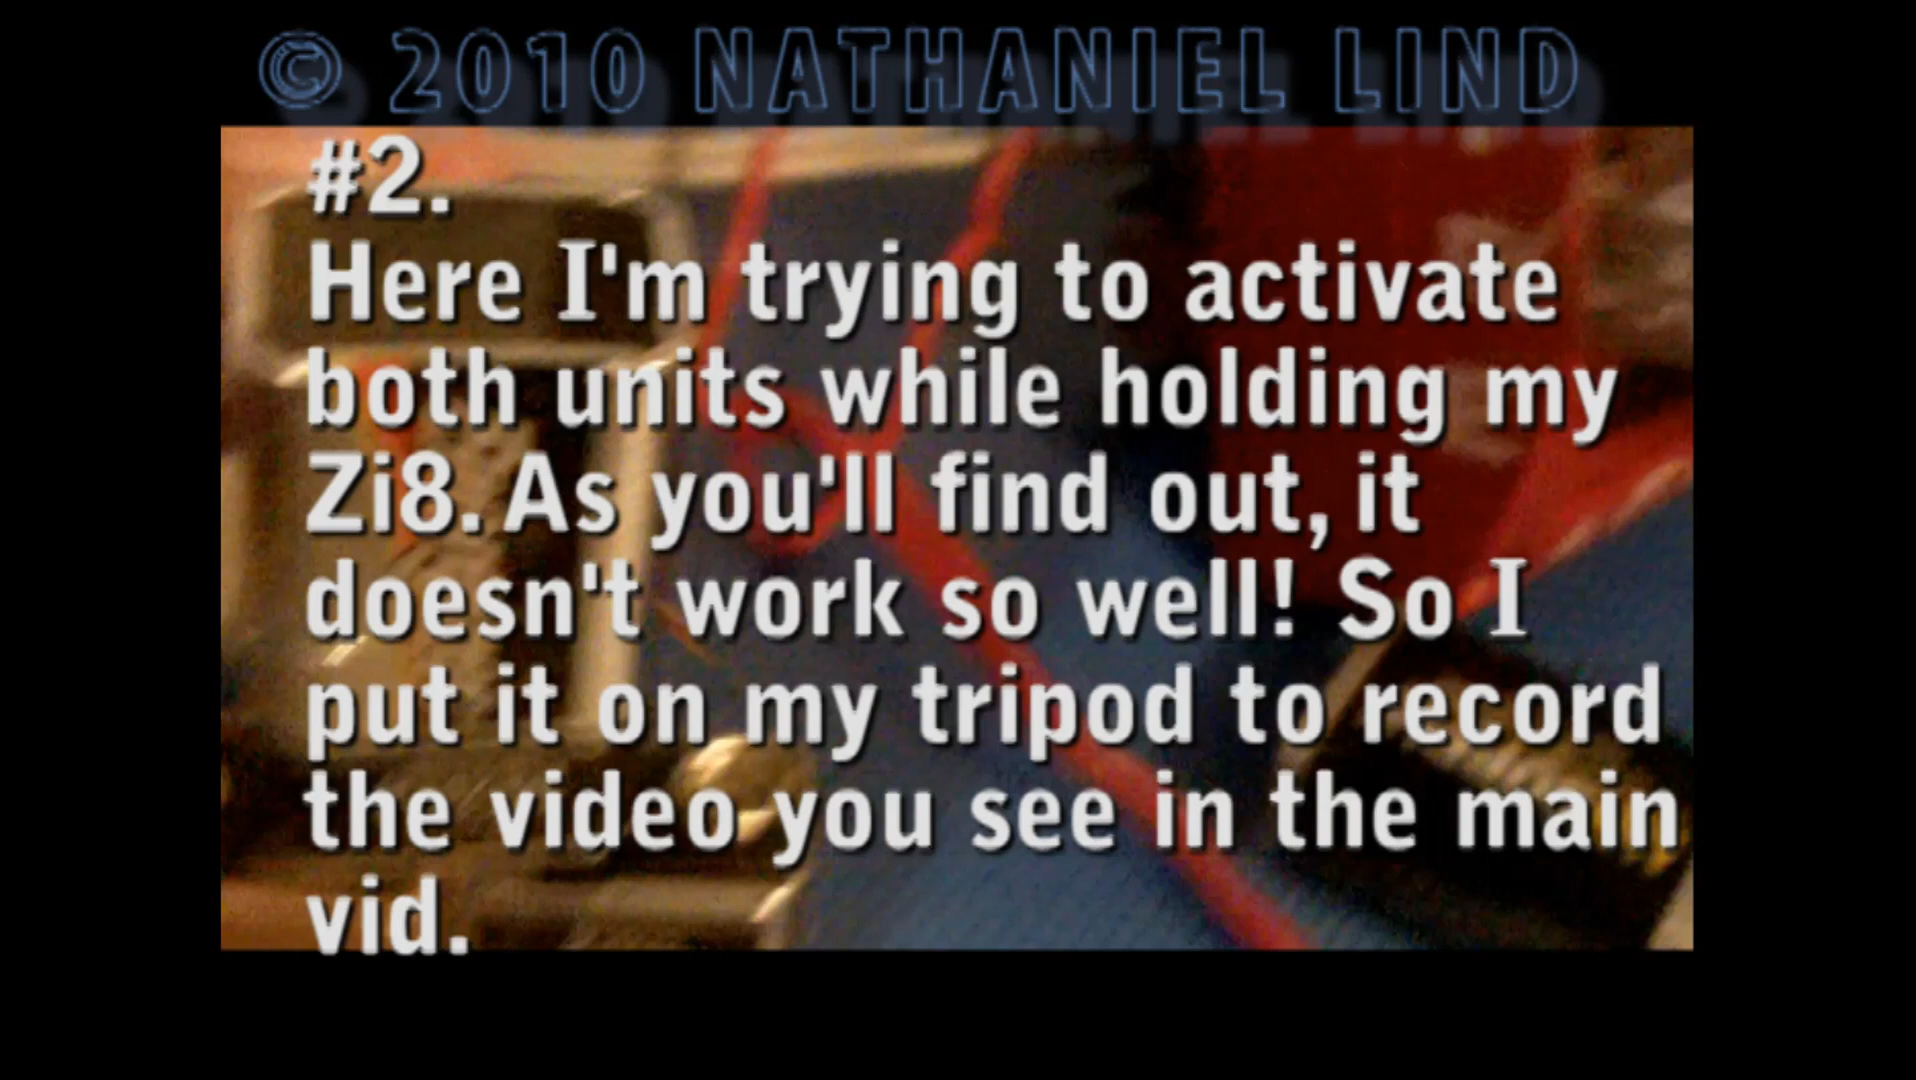 © 2010 NATHANIEL LIND
#2.
Here I'm trying to activate
both units while holding my
Zi8. As you'll find out, it
doesn't work so well! So I
put it on my tripod to record
the video you see in the main
vid.